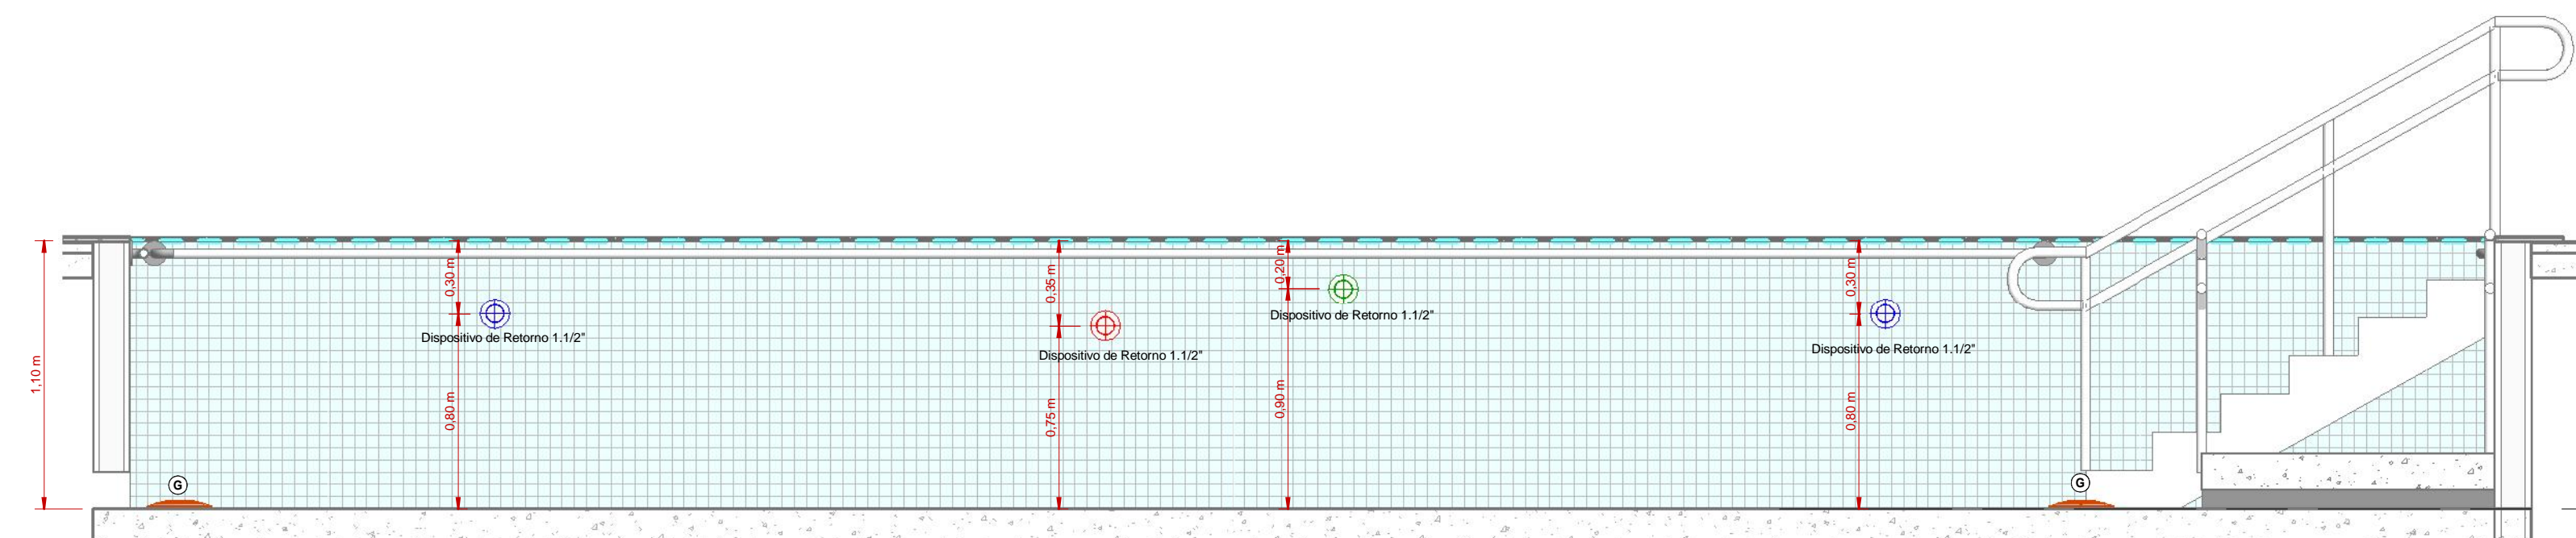 1,10 m
0,30 m
0,80 m
Dispositivo de Retorno 1.1/2"
0,35 m
0,75 m
Dispositivo de Retorno 1.1/2"
0,20 m
0,90 m
Dispositivo de Retorno 1.1/2"
0,30 m
0,80 m
Dispositivo de Retorno 1.1/2"
G
G